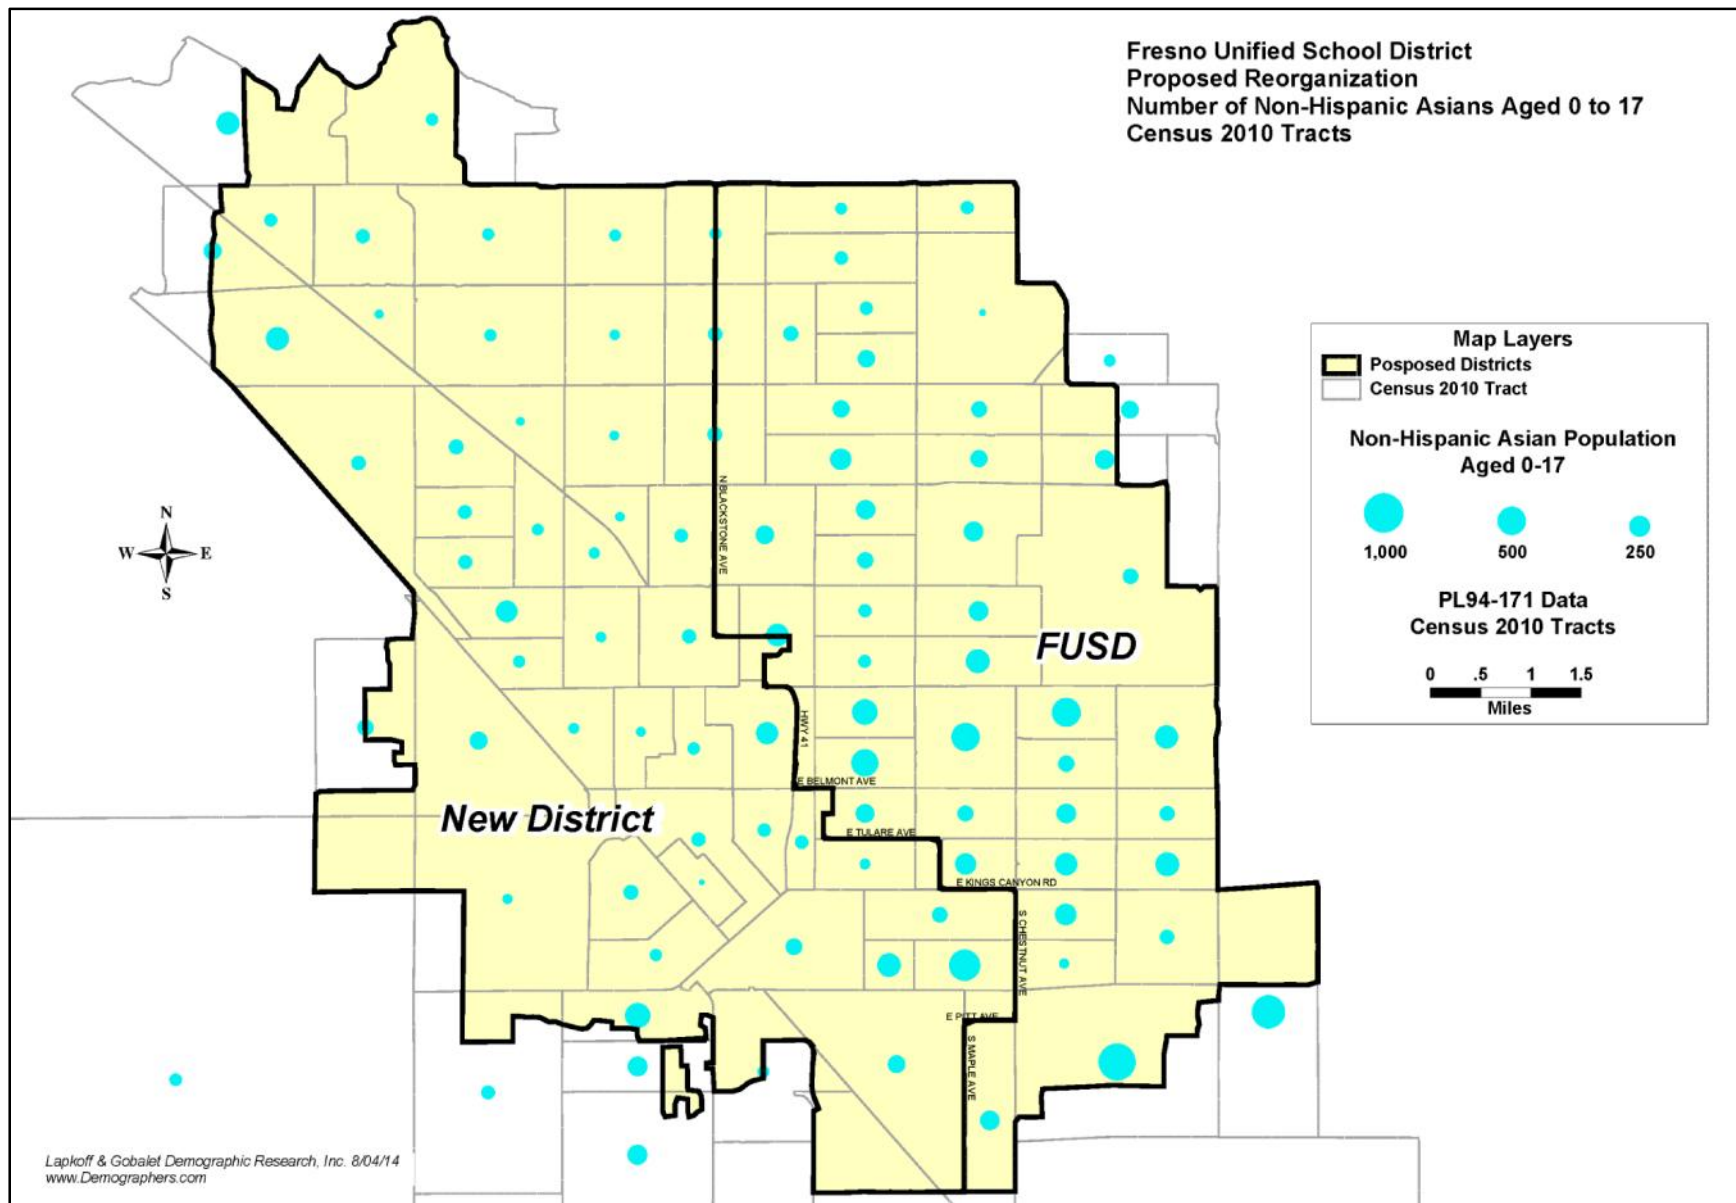 Fresno Unified School District
Proposed Reorganization
Number of Non-Hispanic Asians Aged 0 to 17
Census 2010 Tracts
Map Layers
Posposed Districts
Census 2010 Tract
Non-Hispanic Asian Population
Aged 0-17
1,000 500 250
PL94-171 Data
Census 2010 Tracts
0 .5 1 1.5
Miles
N
W E
S
N BLACKSTONE AVE
FUSD
HWY 41
E BELMONT AVE
New District
E TULARE AVE
E KINGS CANYON RD
S CHESTNUT AVE
E PITT AVE
S MAPLE AVE
Lapkoff & Gobalet Demographic Research, Inc. 8/04/14
www.Demographers.com